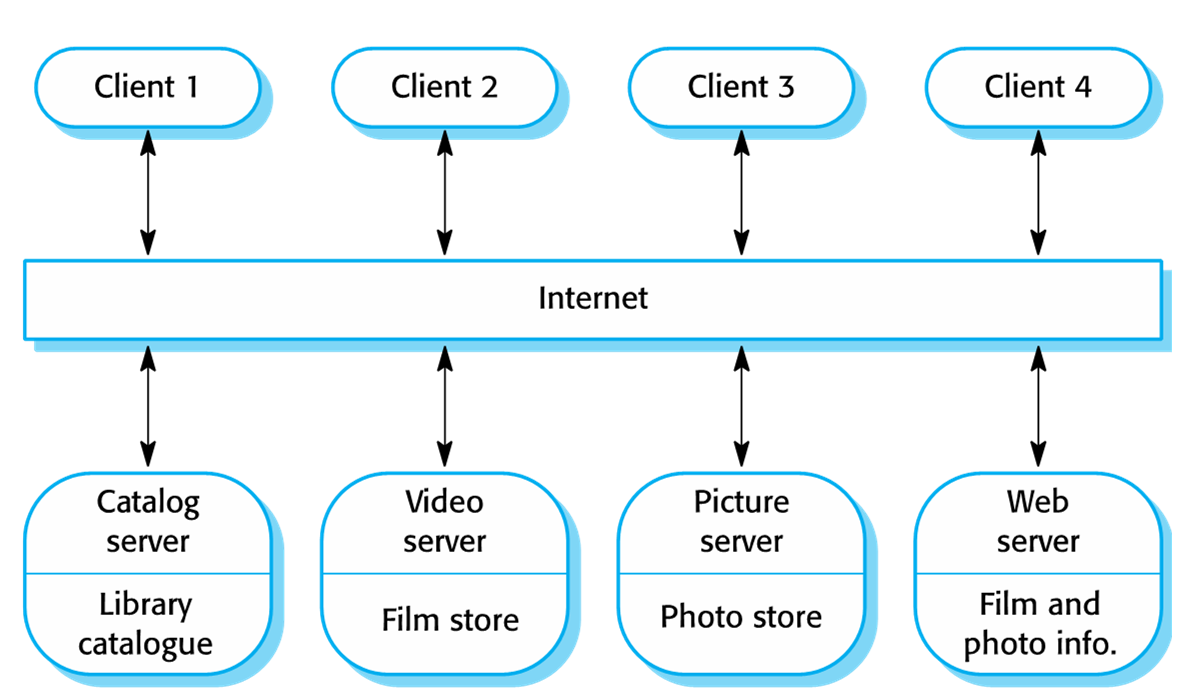 Client 1
Client 2
Client 3
Client 4
Internet
Catalog
server
Library
catalogue
Video
server
Film store
Picture
server
Photo store
Web
server
Film and
photo info.